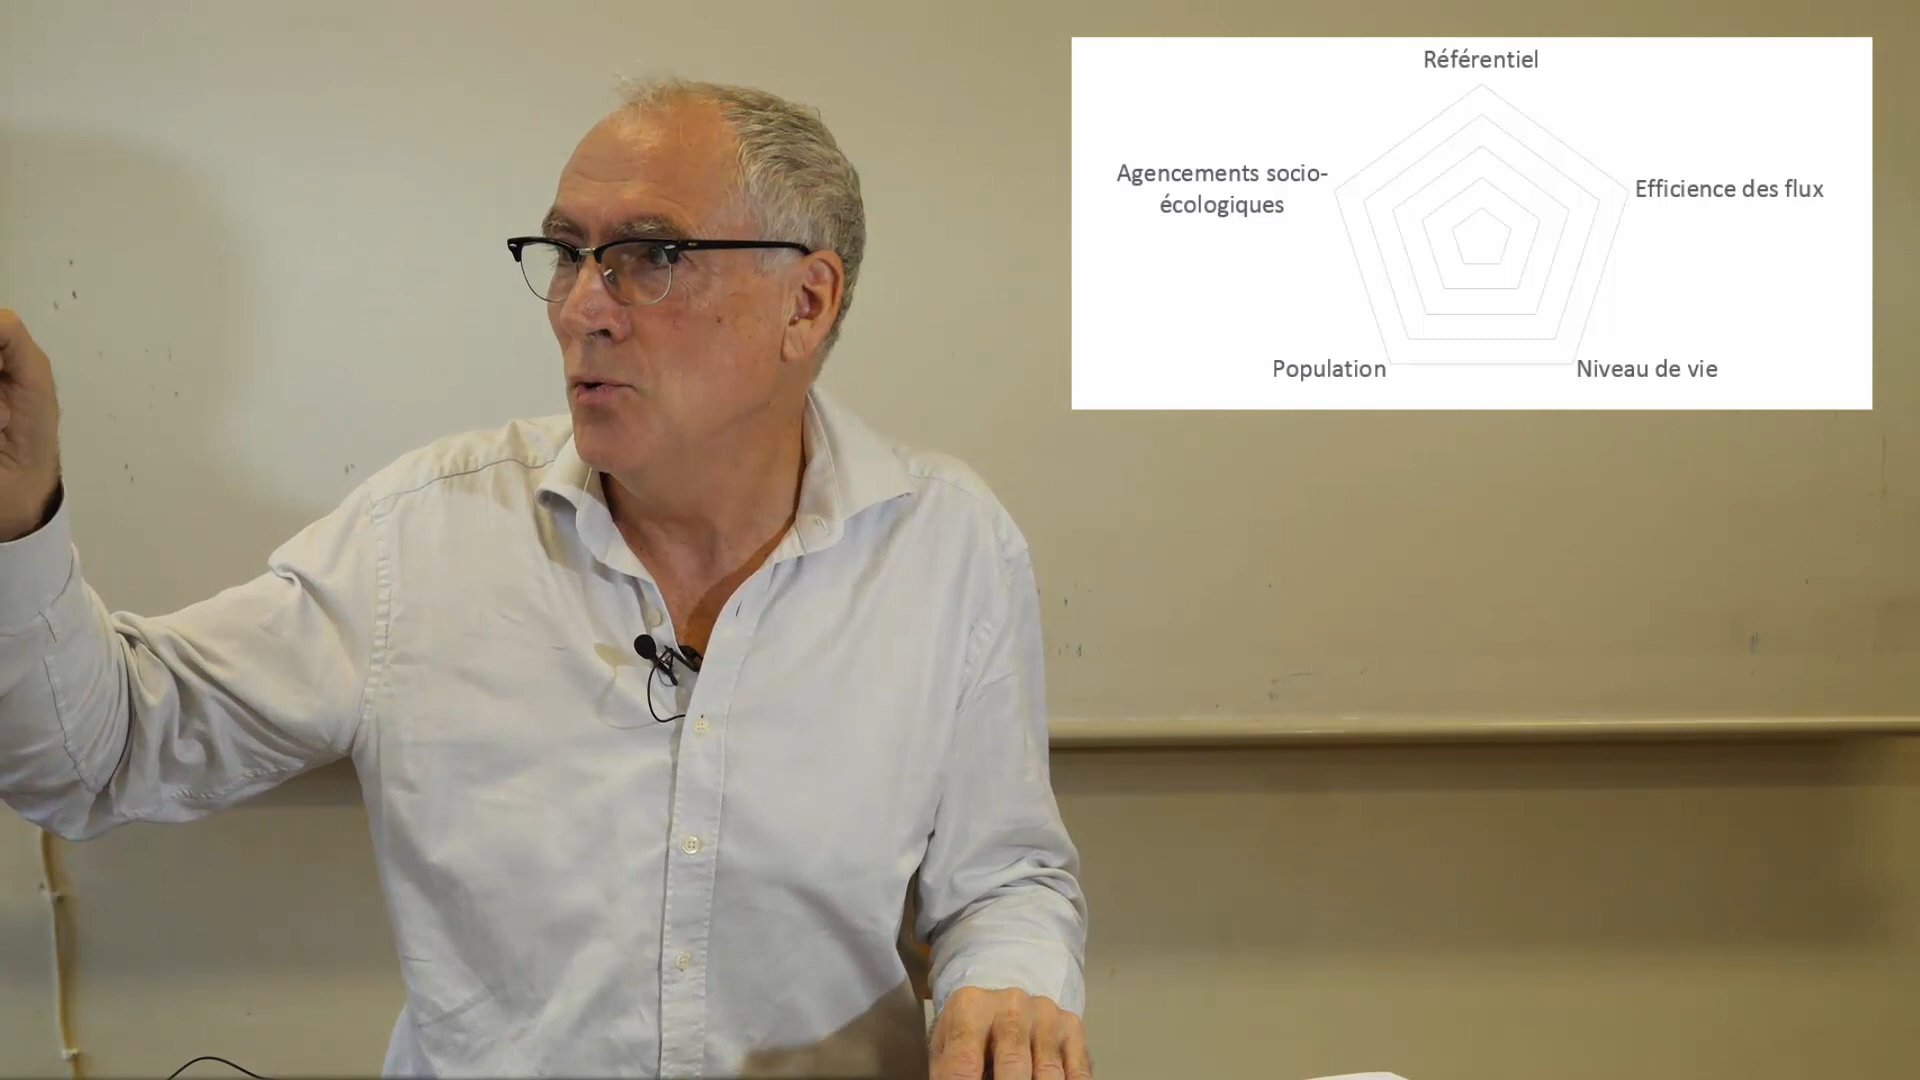 Référentiel
Agencements socio-
écologiques
Efficience des flux
Population
Niveau de vie